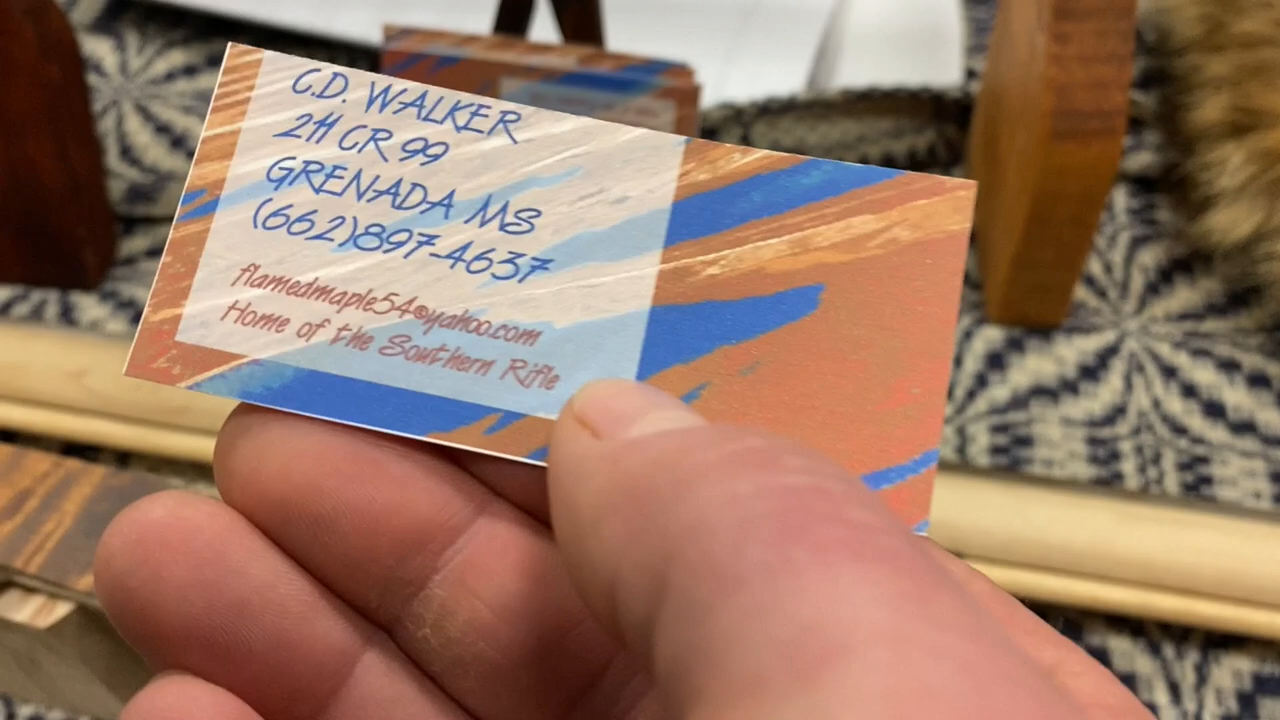 C.D. WALKER
211 CR 99
GRENADA MS
(662)897-4637
flamedmaple54@yahoo.com
Home of the Southern Rifle